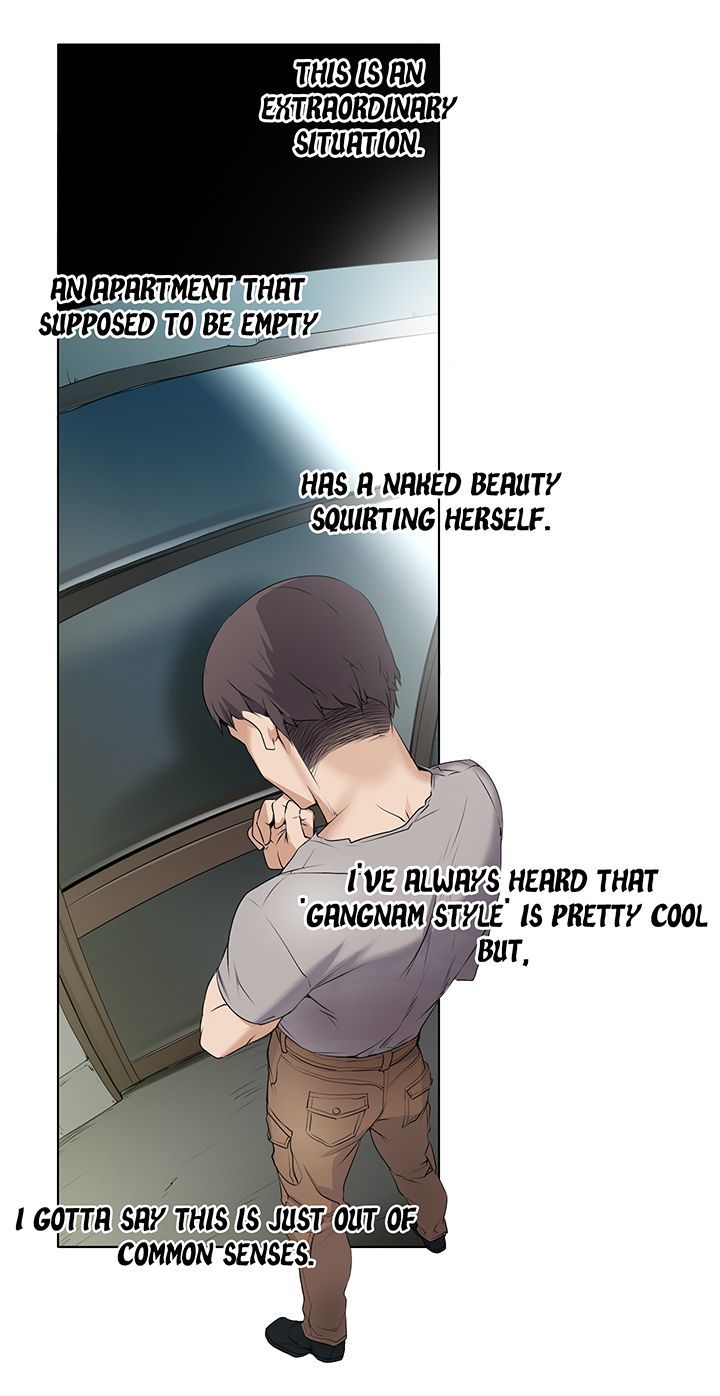 THIS IS AN
EXTRAORDINARY
SITUATION.
AN APARTMENT THAT
SUPPOSED TO BE EMPTY
HAS A NAKED BEAUTY
SQUIRTING HERSELF.
I'VE ALWAYS HEARD THAT
'GANGNAM STYLE' IS PRETTY COOL
BUT,
I GOTTA SAY THIS IS JUST OUT OF
COMMON SENSES.